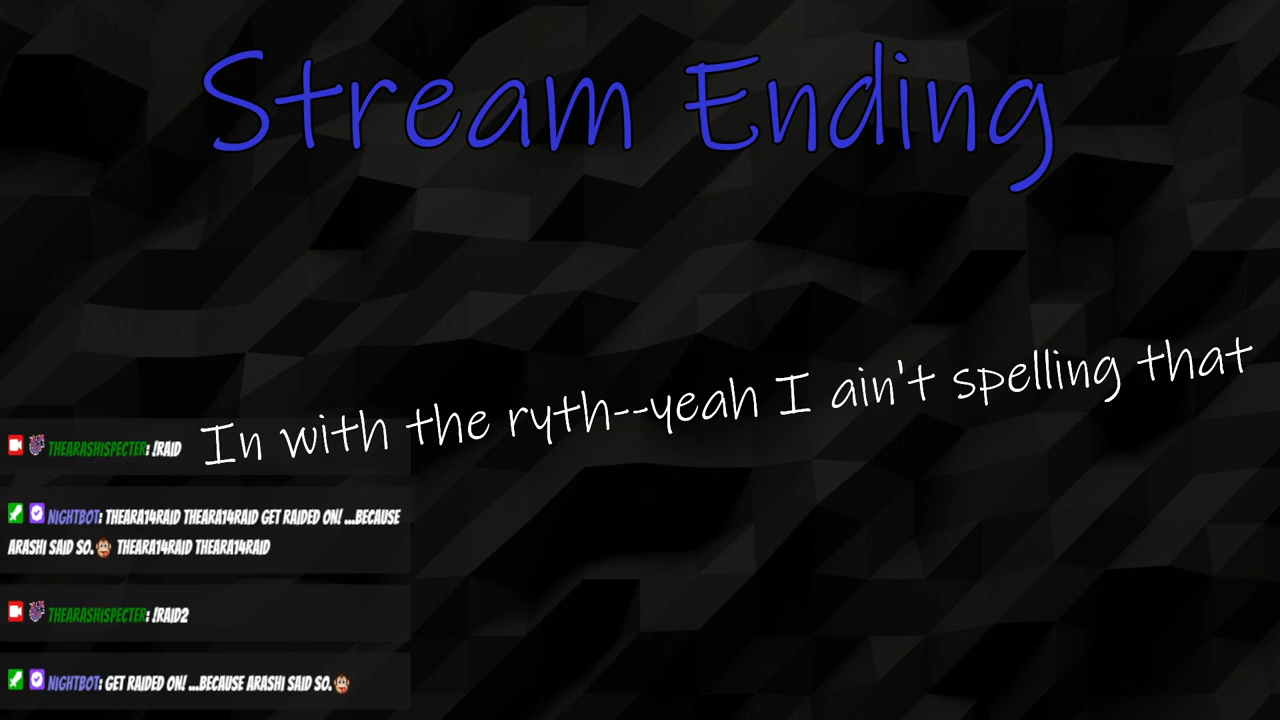 Stream Ending
In with the ryth--yeah I ain't spelling that
THEARASHISPECTER: !RAID
NIGHTBOT: THEARA14RAID THEARA14RAID GET RAIDED ON! ...BECAUSE
ARASHI SAID SO. THEARA14RAID THEARA14RAID
THEARASHISPECTER: !RAID2
NIGHTBOT: GET RAIDED ON! ...BECAUSE ARASHI SAID SO.